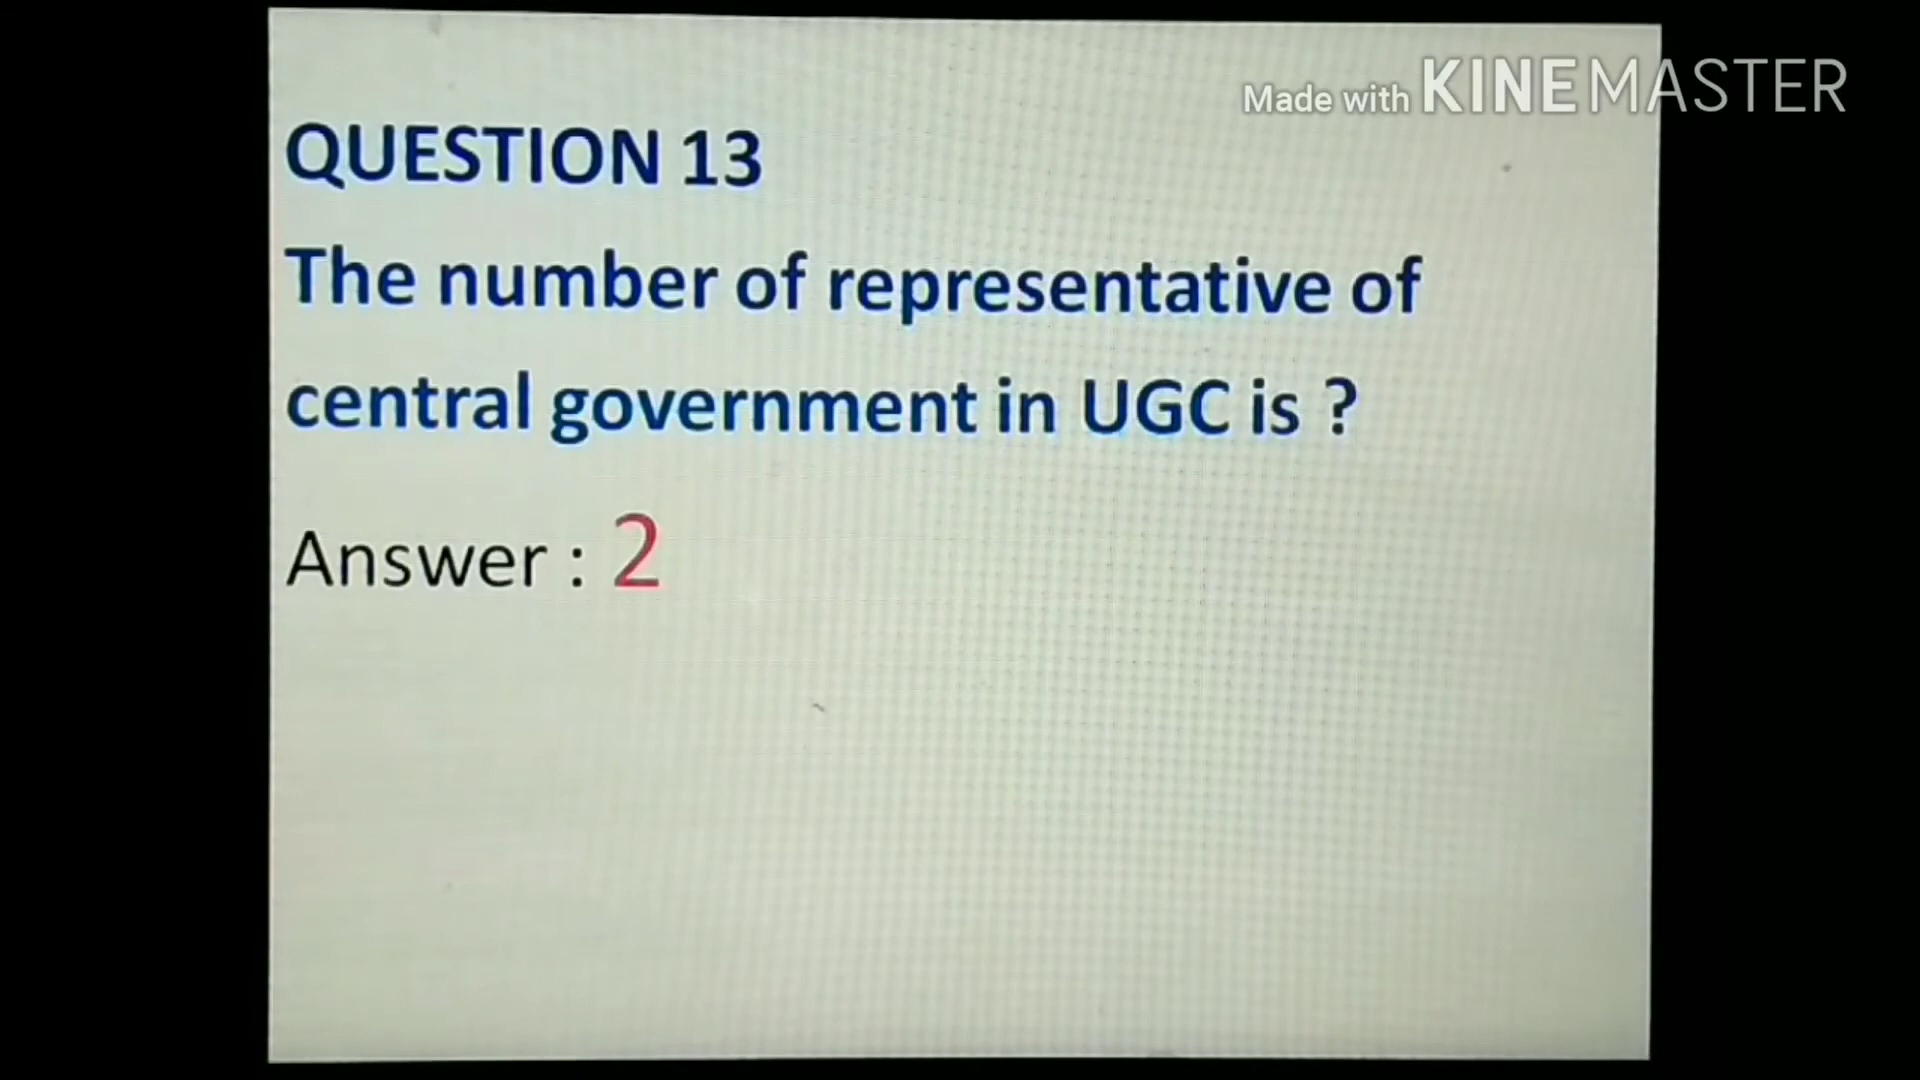 Made with KINEMASTER
QUESTION 13
The number of representative of
central government in UGC is ?
Answer : 2